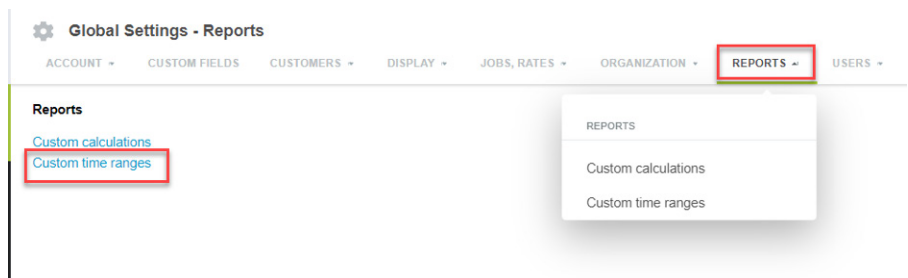 Global Settings - Reports
ACCOUNT CUSTOM FIELDS CUSTOMERS DISPLAY JOBS, RATES ORGANIZATION REPORTS USERS
Reports
Custom calculations
Custom time ranges
REPORTS
Custom calculations
Custom time ranges